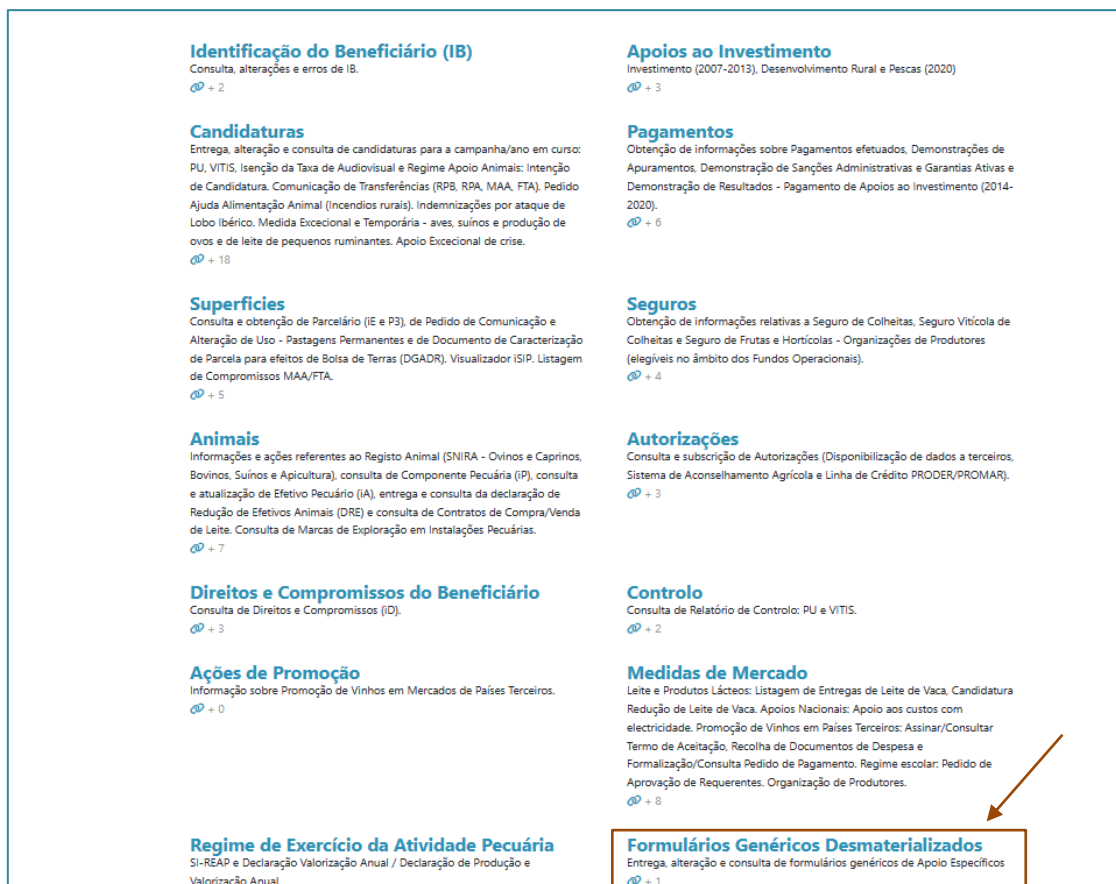 Identificação do Beneficiário (IB)
Consulta, alterações e erros de IB.
+ 2
Apoios ao Investimento
Investimento (2007-2013), Desenvolvimento Rural e Pescas (2020)
+ 3
Candidaturas
Entrega, alteração e consulta de candidaturas para a campanha/ano em curso:
PU, VITIS, Isenção da Taxa de Audiovisual e Regime Apoio Animais: Intenção
de Candidatura. Comunicação de Transferências (RPB, RPA, MAA, FTA). Pedido
Ajuda Alimentação Animal (Incendios rurais). Indemnizações por ataque de
Lobo Ibérico. Medida Excecional e Temporária - aves, suínos e produção de
ovos e de leite de pequenos ruminantes. Apoio Excecional de crise.
+ 18
Pagamentos
Obtenção de informações sobre Pagamentos efetuados, Demonstrações de
Apuramentos, Demonstração de Sanções Administrativas e Garantias Ativas e
Demonstração de Resultados - Pagamento de Apoios ao Investimento (2014-
2020).
+ 6
Superficies
Consulta e obtenção de Parcelário (iE e P3), de Pedido de Comunicação e
Alteração de Uso - Pastagens Permanentes e de Documento de Caracterização
de Parcela para efeitos de Bolsa de Terras (DGADR). Visualizador iSIP. Listagem
de Compromissos MAA/FTA.
+ 5
Seguros
Obtenção de informações relativas a Seguro de Colheitas, Seguro Vitícola de
Colheitas e Seguro de Frutas e Hortícolas - Organizações de Produtores
(elegíveis no âmbito dos Fundos Operacionais).
+ 4
Animais
Informações e ações referentes ao Registo Animal (SNIRA - Ovinos e Caprinos,
Bovinos, Suínos e Apicultura), consulta de Componente Pecuária (iP), consulta
e atualização de Efetivo Pecuário (iA), entrega e consulta da declaração de
Redução de Efetivos Animais (DRE) e consulta de Contratos de Compra/Venda
de Leite. Consulta de Marcas de Exploração em Instalações Pecuárias.
+ 7
Autorizações
Consulta e subscrição de Autorizações (Disponibilização de dados a terceiros,
Sistema de Aconselhamento Agrícola e Linha de Crédito PRODER/PROMAR).
+ 3
Direitos e Compromissos do Beneficiário
Consulta de Direitos e Compromissos (iD).
+ 3
Controlo
Consulta de Relatório de Controlo: PU e VITIS.
+ 2
Ações de Promoção
Informação sobre Promoção de Vinhos em Mercados de Países Terceiros.
+ 0
Medidas de Mercado
Leite e Produtos Lácteos: Listagem de Entregas de Leite de Vaca, Candidatura
Redução de Leite de Vaca. Apoios Nacionais: Apoio aos custos com
electricidade. Promoção de Vinhos em Países Terceiros: Assinar/Consultar
Termo de Aceitação, Recolha de Documentos de Despesa e
Formalização/Consulta Pedido de Pagamento. Regime escolar: Pedido de
Aprovação de Requerentes. Organização de Produtores.
+ 8
Regime de Exercício da Atividade Pecuária
SI-REAP e Declaração Valorização Anual / Declaração de Produção e
Valorização Anual
Formulários Genéricos Desmaterializados
Entrega, alteração e consulta de formulários genéricos de Apoio Específicos
+ 1